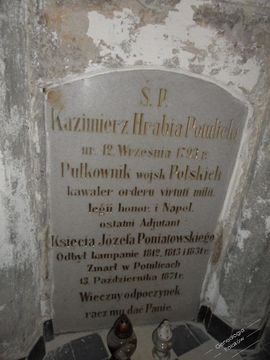 Ś. P.
Kazimierz Hrabia Potulicki
ur. 12. Września 1793 r.
Pułkownik wojsk Polskich
kawaler orderu virtuti milit.
legii honor. i Napol.
ostatni Adjutant
Księcia Józefa Poniatowskiego
Odbył kampanie 1812, 1813 i 1831 r.
Zmarł w Potulicach
13. Października 1871 r.
Wieczny odpoczynek
racz mu dać Panie.
Genealogia